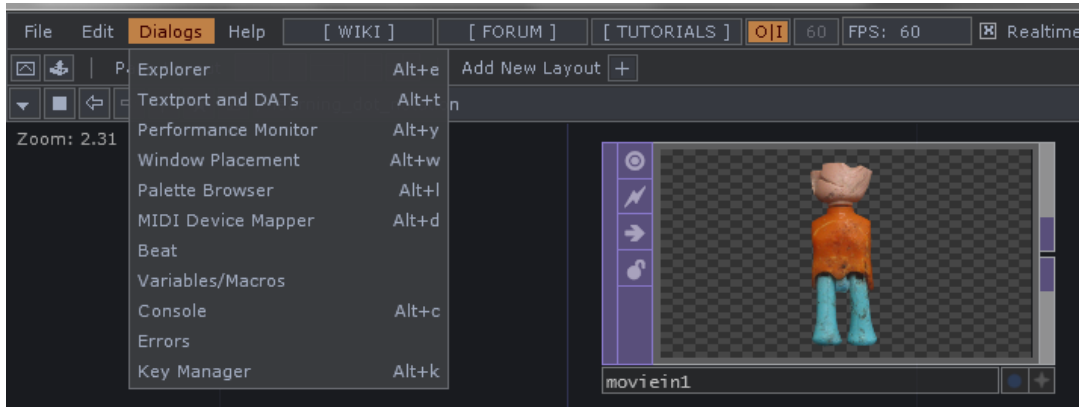 File Edit Dialogs Help [ WIKI ] [ FORUM ] [ TUTORIALS ] O|I 60 FPS: 60 Realtime
Add New Layout +
Explorer Alt+e
Textport and DATs Alt+t
Performance Monitor Alt+y
Zoom: 2.31
Window Placement Alt+w
Palette Browser Alt+l
MIDI Device Mapper Alt+d
Beat
Variables/Macros
Console Alt+c
Errors
Key Manager Alt+k
moviein1